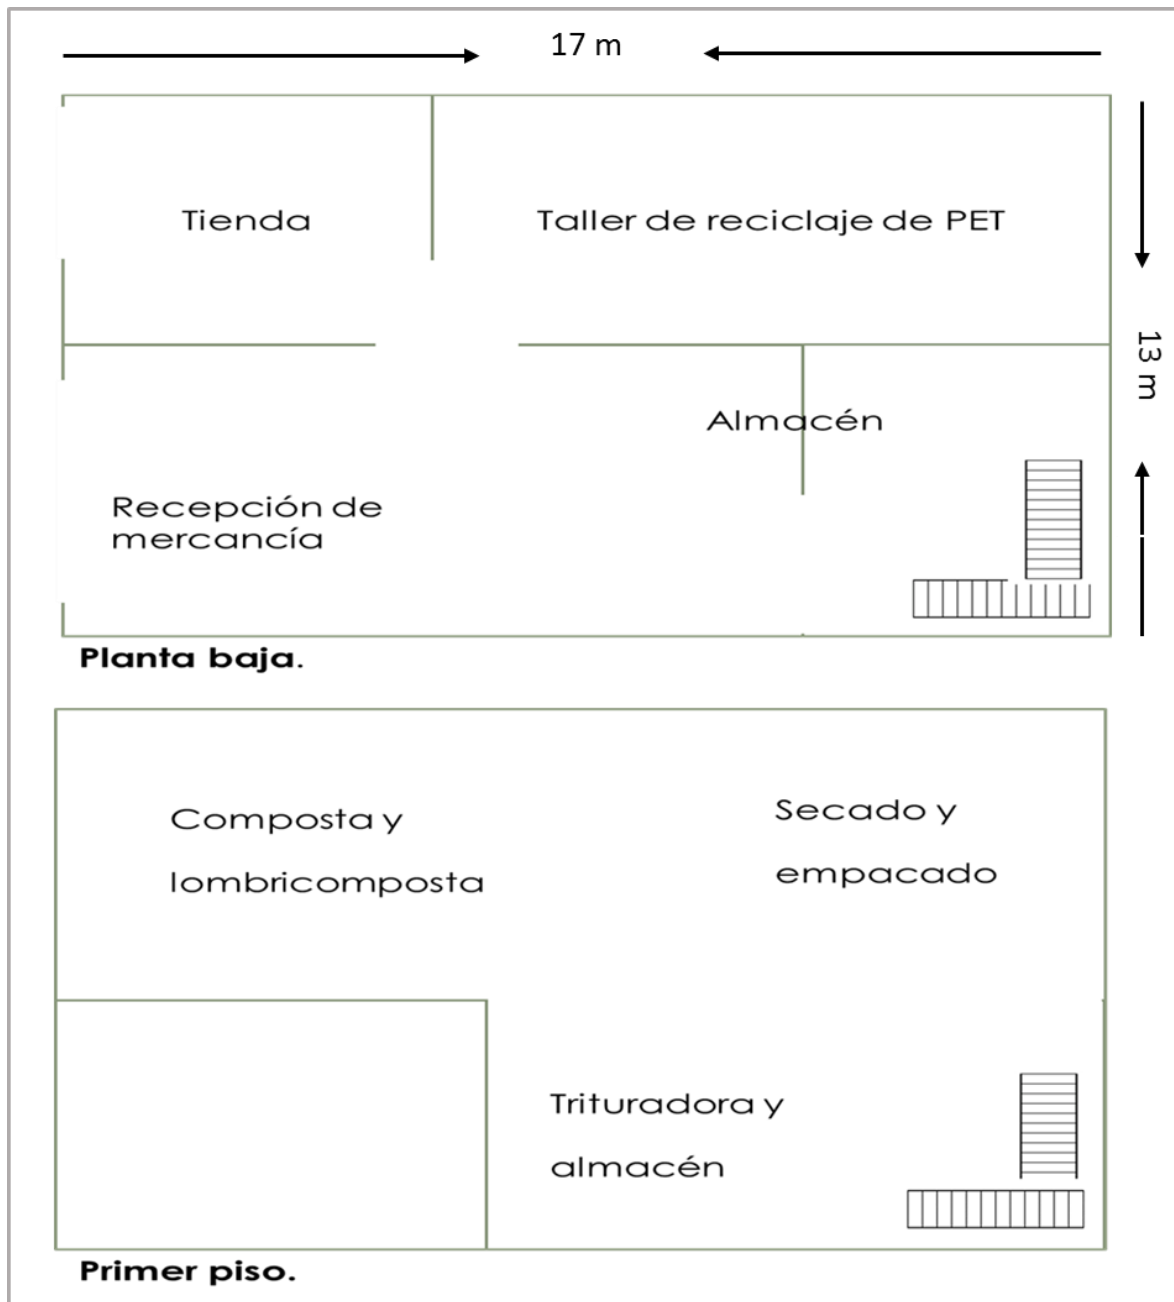 17 m
Tienda
Taller de reciclaje de PET
13 m
Almacén
Recepción de
mercancía
Planta baja.
Composta y
lombricomposta
Secado y
empacado
Trituradora y
almacén
Primer piso.